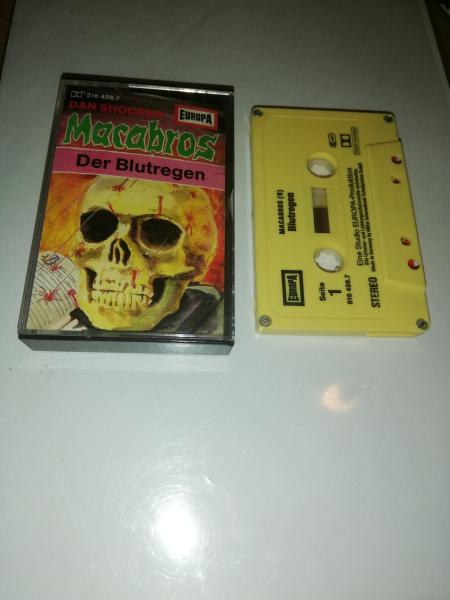 516 456.7
DAN SHOCKER
EUROPA
Macabros
Der Blutregen
MACABROS (6)
Blutregen
EUROPA
Seite
1
516 456.7
STEREO
Eine Studio EUROPA-Produktion